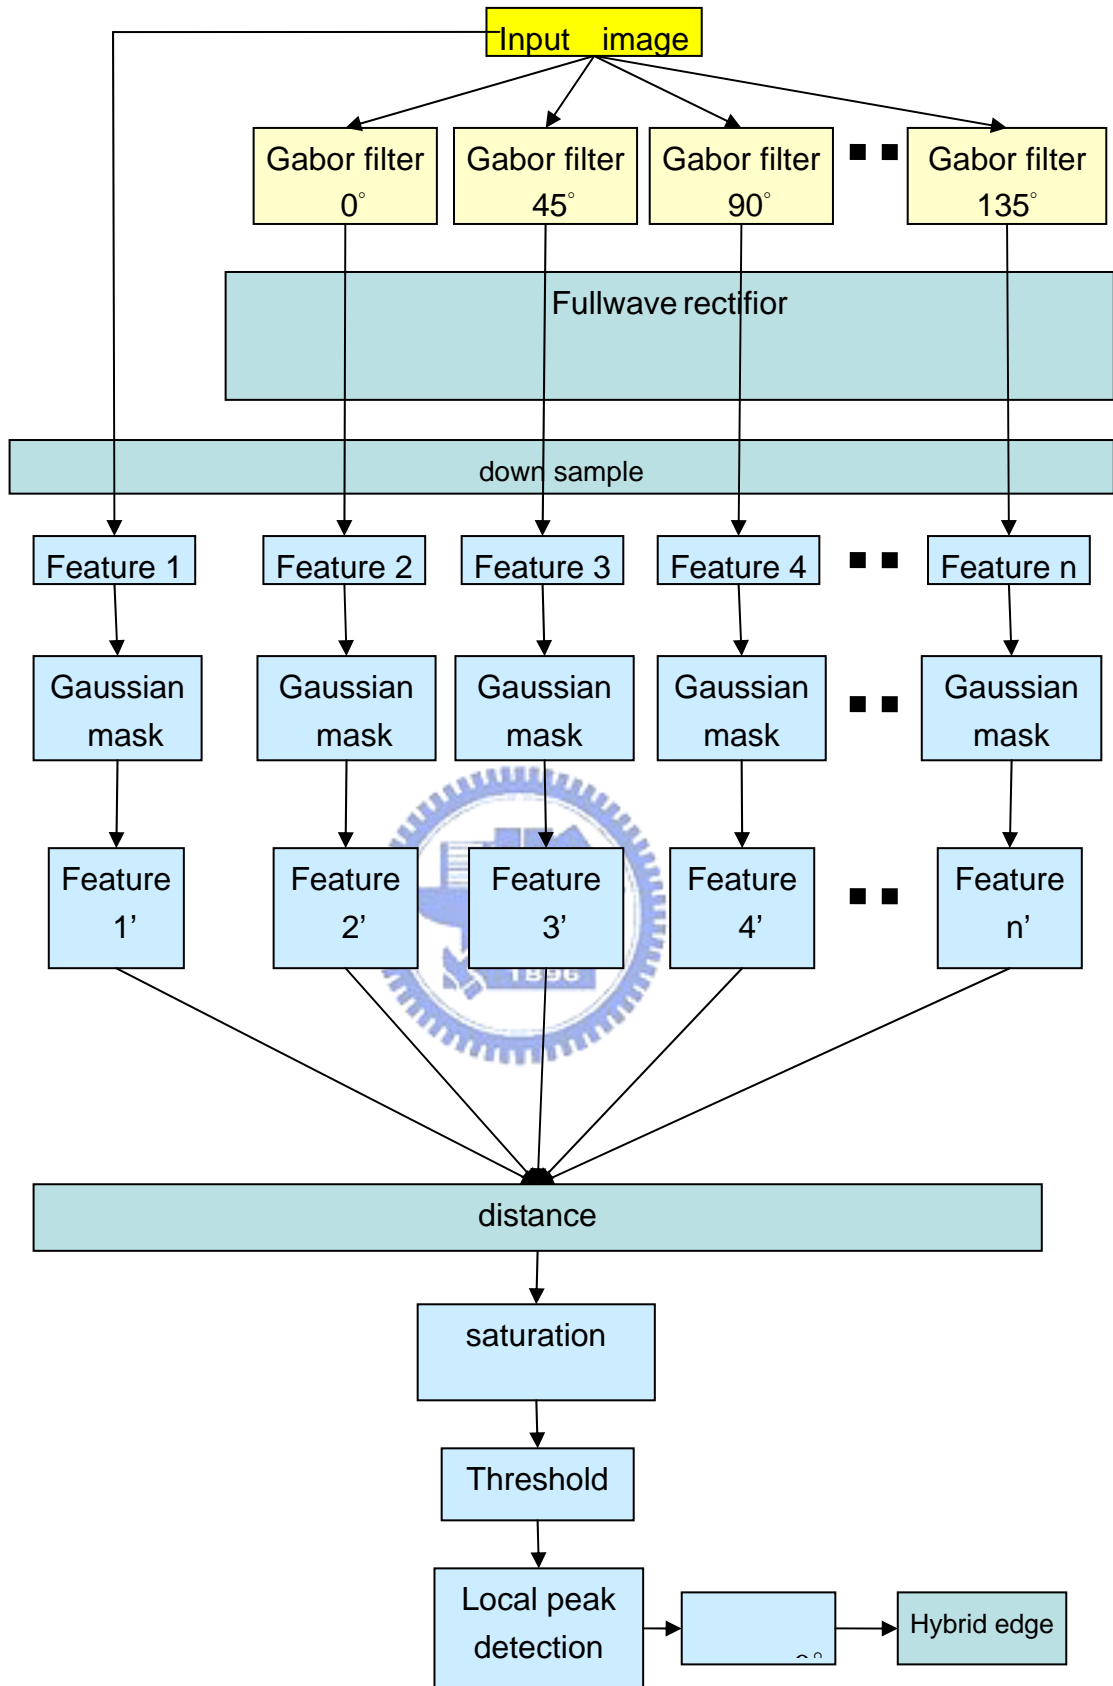 Input image
Gabor filter
0°
Gabor filter
45°
Gabor filter
90°
Gabor filter
135°
Fullwave rectifior
down sample
Feature 1
Feature 2
Feature 3
Feature 4
Feature n
Gaussian
mask
Gaussian
mask
Gaussian
mask
Gaussian
mask
Gaussian
mask
Feature
1’
Feature
2’
Feature
3’
Feature
4’
Feature
n’
1896
distance
saturation
Threshold
Local peak
detection
Hybrid edge